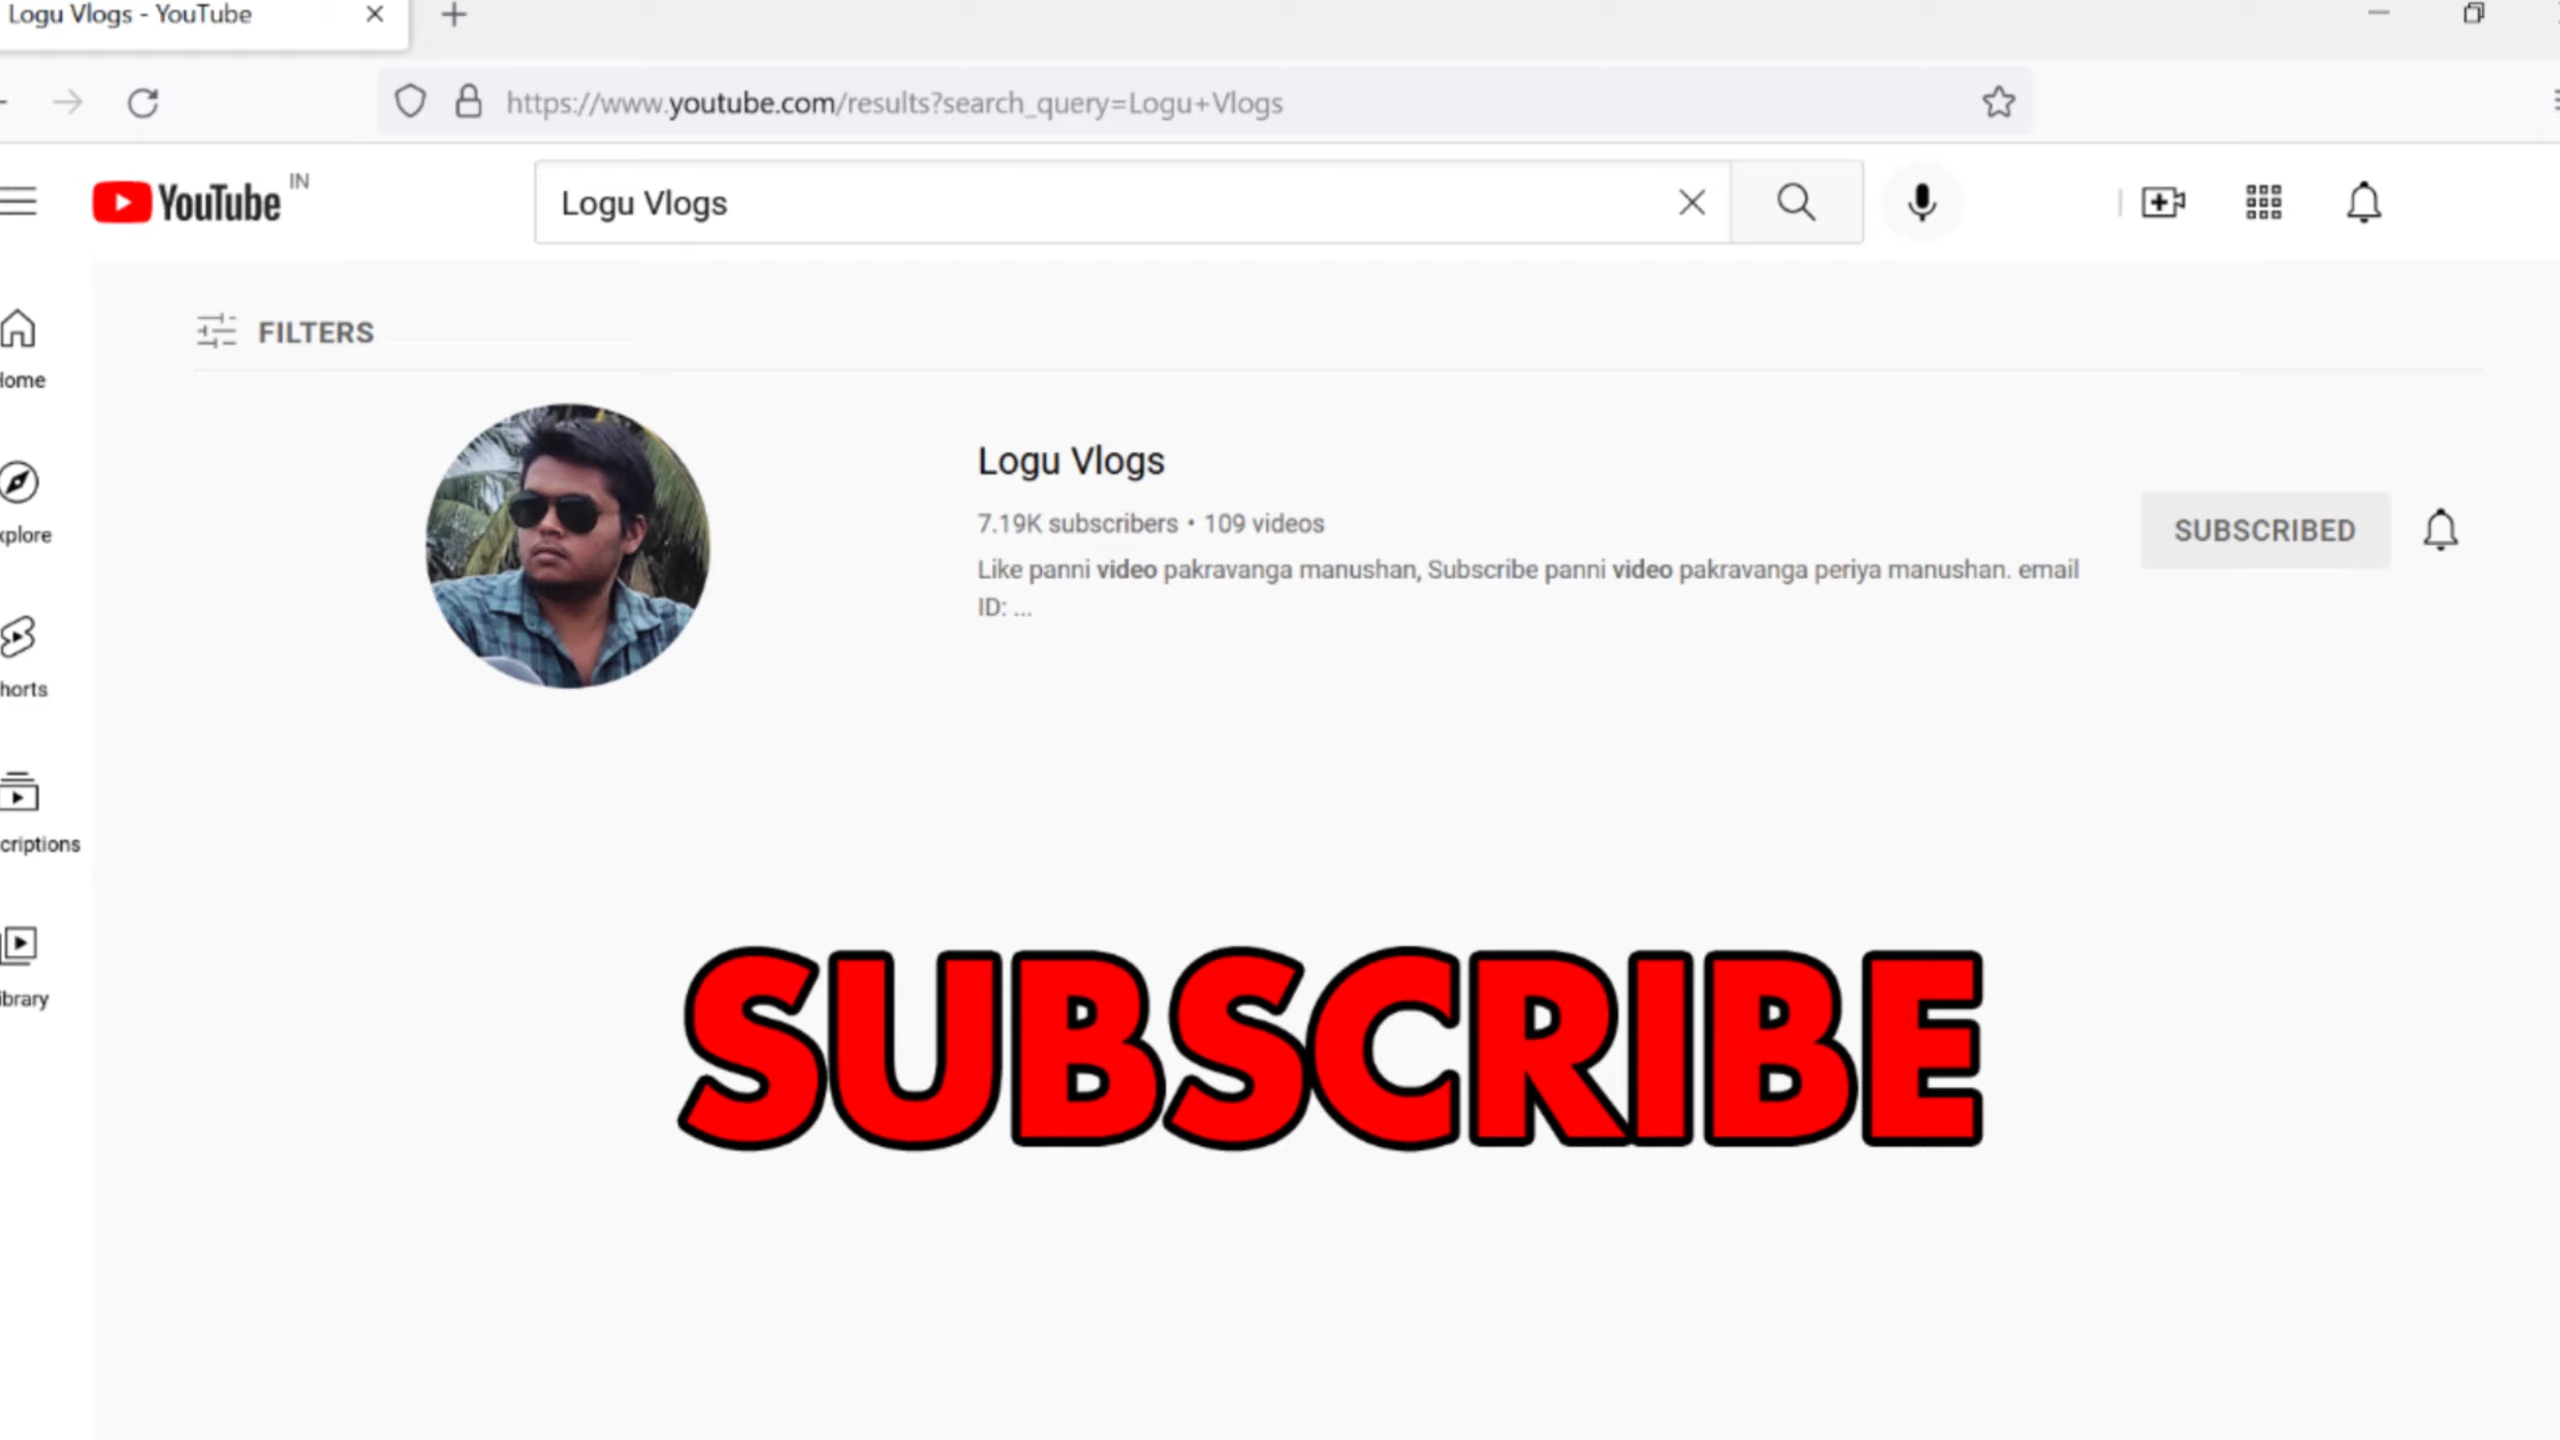 Logu Vlogs - YouTube
https://www.youtube.com/results?search_query=Logu+Vlogs
YouTube IN
Logu Vlogs
FILTERS
ome
Logu Vlogs
7.19K subscribers • 109 videos
SUBSCRIBED
xplore
Like panni video pakravanga manushan, Subscribe panni video pakravanga periya manushan. email
ID: ...
horts
criptions
ibrary
SUBSCRIBE